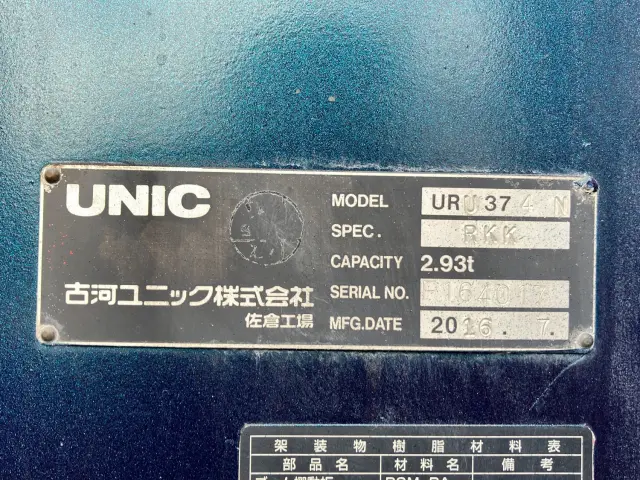 UNIC
MODEL URU374N
SPEC. RKK
CAPACITY 2.93t
古河ユニック株式会社
SERIAL NO.
佐倉工場
MFG.DATE 2016. 7.
架装物樹脂材料表
部品名 材料名 備考